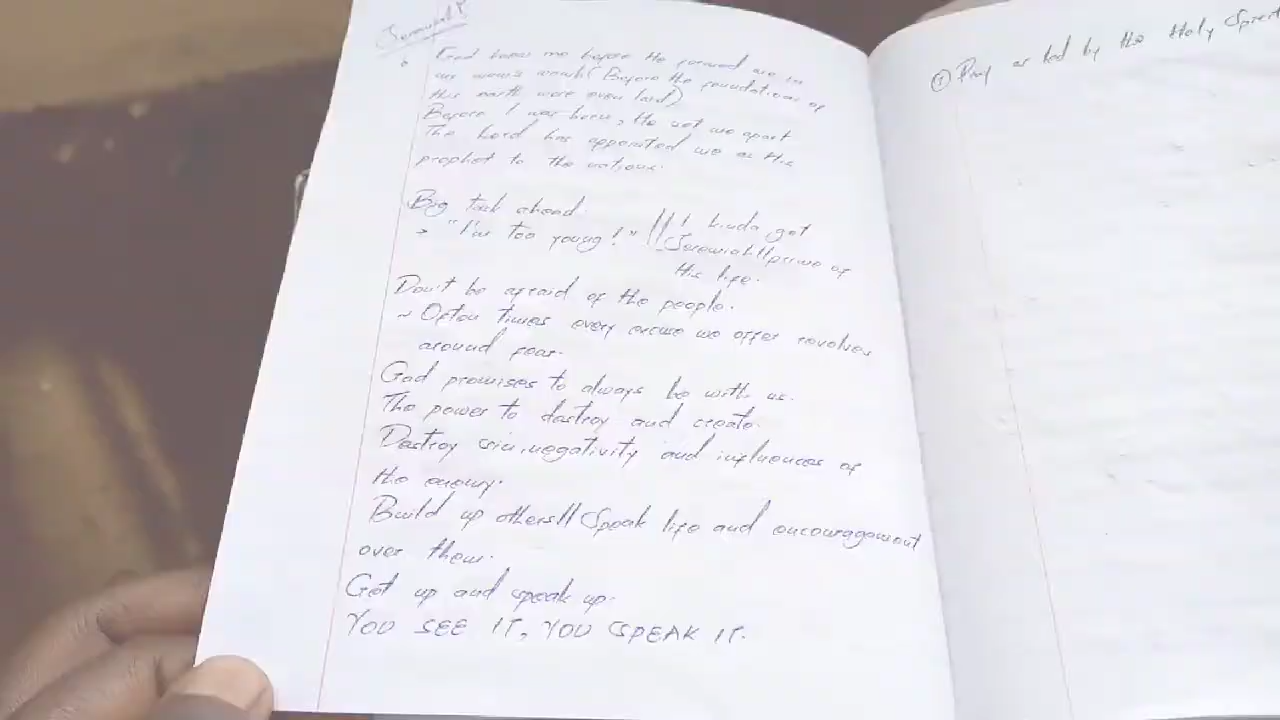 God knew me before He formed me in
my mom's womb (Before the foundations of
this earth were even laid)
Before I was born, He set me apart
The Lord has appointed me as His
prophet to the nations.
Big task ahead.
→ "I'm too young!" // I kinda get
Jeremiah // prime of
His life.
Don't be afraid of the people.
~ Often times every excuse we offer revolves
around fear.
God promises to always be with us.
The power to destroy and create.
Destroy sin, negativity and influences of
the enemy.
Build up others // Speak life and encouragement
over them.
Get up and speak up.
YOU SEE IT, YOU SPEAK IT.
① Pray as led by the Holy Spirit